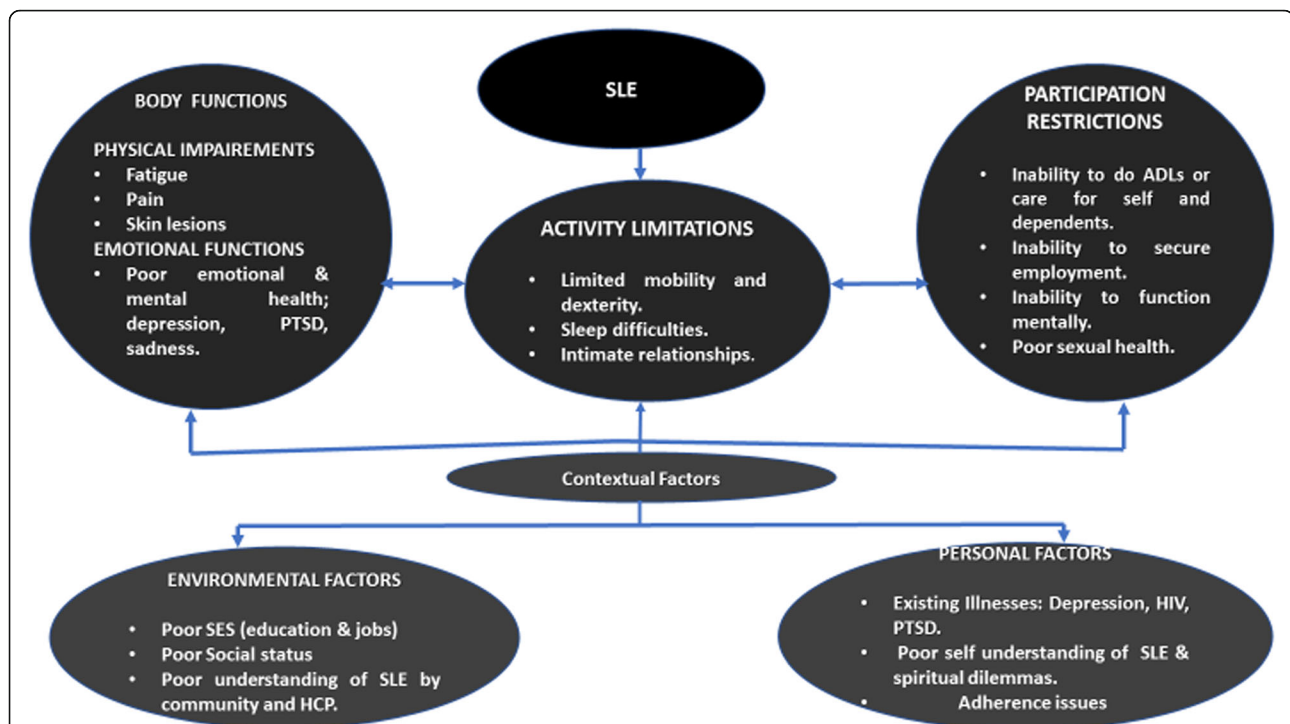 SLE
BODY FUNCTIONS
PHYSICAL IMPAIREMENTS
• Fatigue
• Pain
• Skin lesions
EMOTIONAL FUNCTIONS
• Poor emotional &
mental health;
depression, PTSD,
sadness.
ACTIVITY LIMITATIONS
• Limited mobility and
dexterity.
• Sleep difficulties.
• Intimate relationships.
PARTICIPATION
RESTRICTIONS
• Inability to do ADLs or
care for self and
dependents.
• Inability to secure
employment.
• Inability to function
mentally.
• Poor sexual health.
Contextual Factors
ENVIRONMENTAL FACTORS
• Poor SES (education & jobs)
• Poor Social status
• Poor understanding of SLE by
community and HCP.
PERSONAL FACTORS
• Existing Illnesses: Depression, HIV,
PTSD.
• Poor self understanding of SLE &
spiritual dilemmas.
• Adherence issues